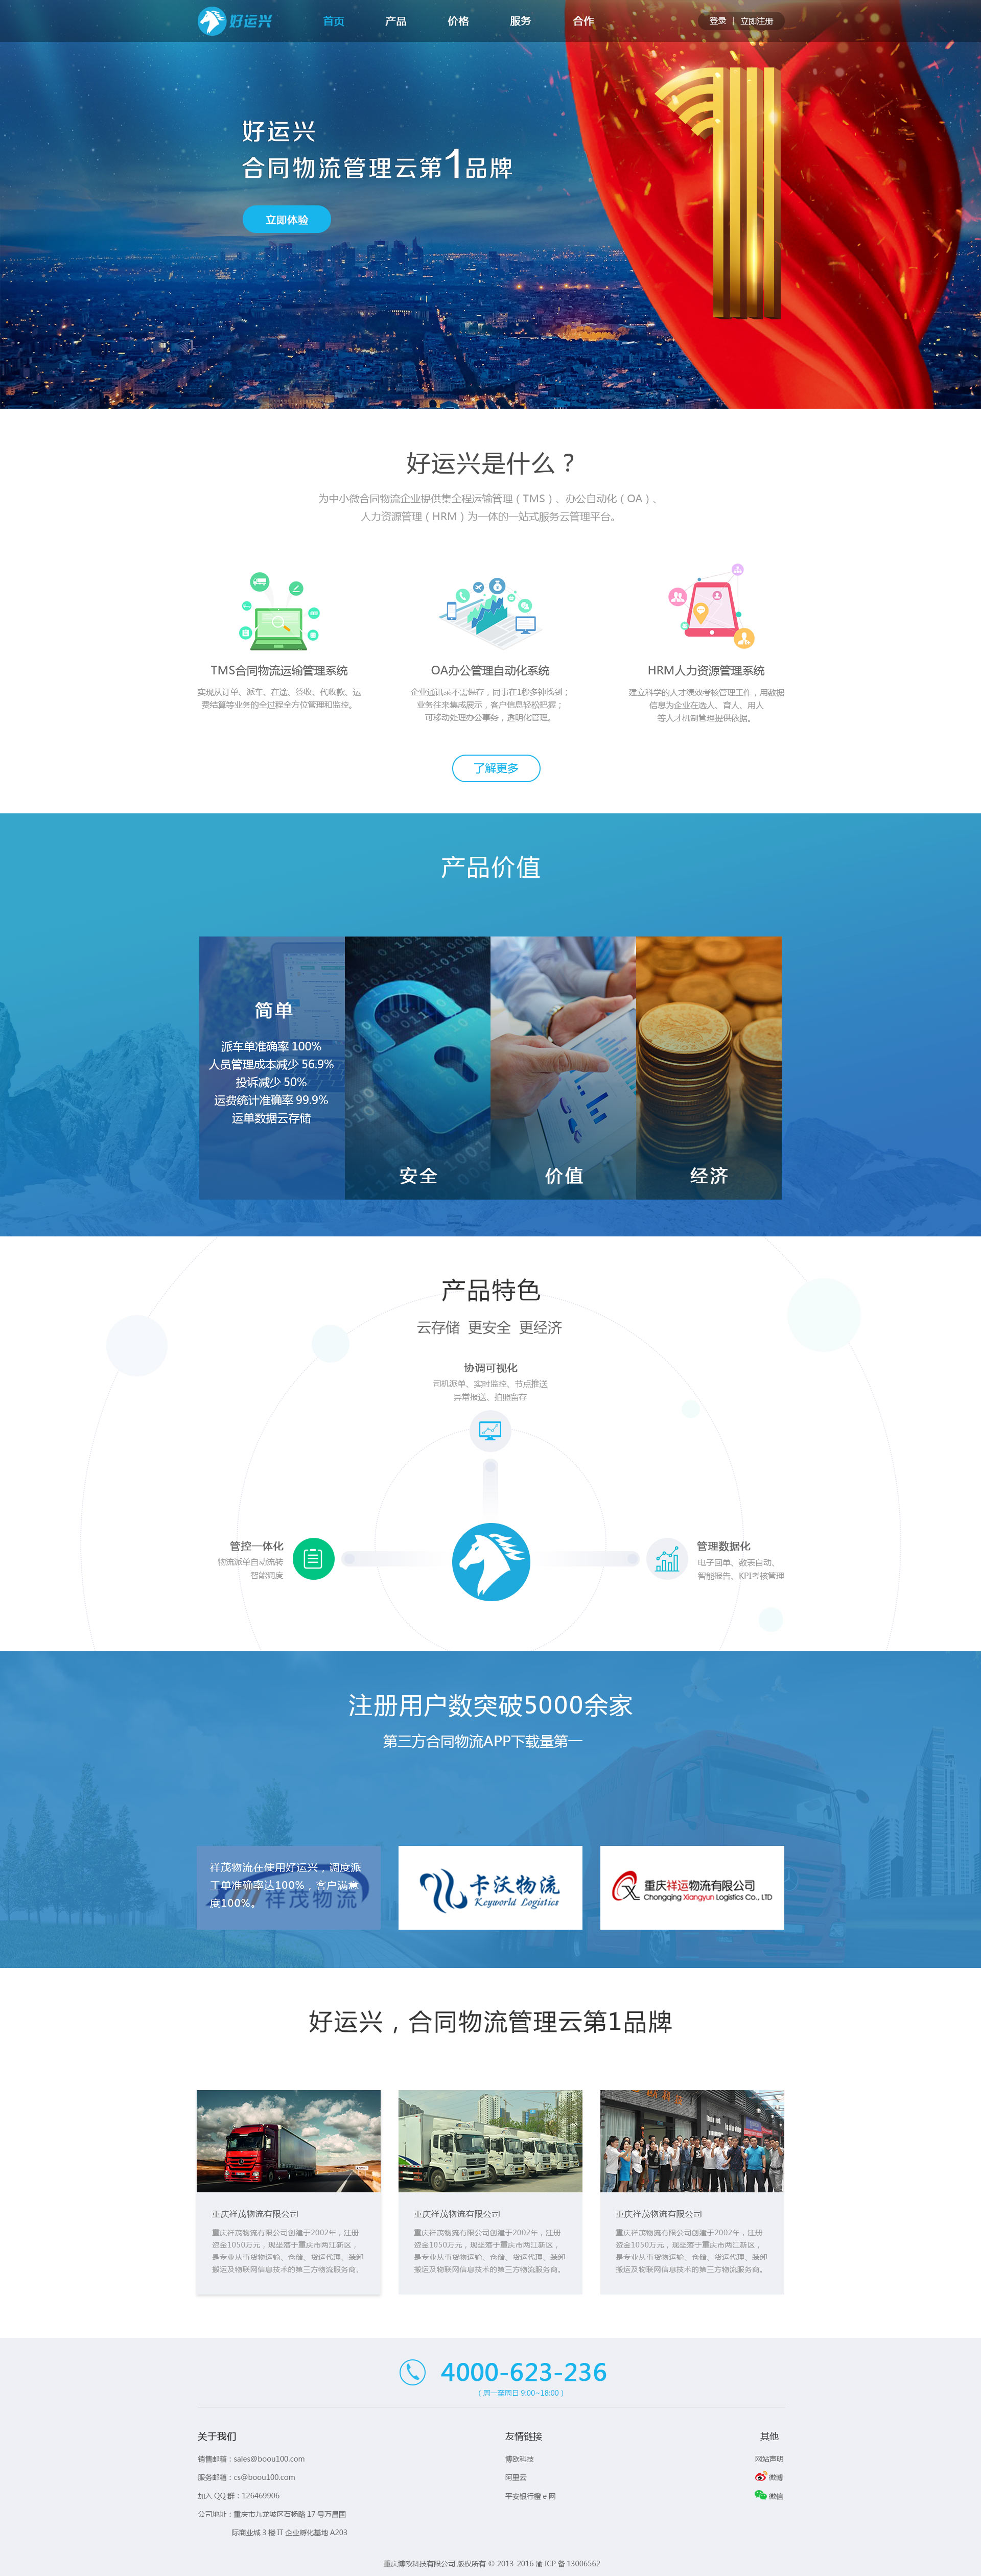 好运兴
首页 产品 价格 服务 合作
登录 | 立即注册
好运兴
合同物流管理云第1品牌
立即体验
好运兴是什么？
为中小微合同物流企业提供集全程运输管理（TMS）、办公自动化（OA）、
人力资源管理（HRM）为一体的一站式服务云管理平台。
TMS合同物流运输管理系统
实现从订单、派车、在途、签收、代收款、运
费结算等业务的全过程全方位管理和监控。
OA办公管理自动化系统
企业通讯录不需保存，同事在1秒多钟找到；
业务往来集成展示，客户信息轻松把握；
可移动处理办公事务，透明化管理。
HRM人力资源管理系统
建立科学的人才绩效考核管理工作，用数据
信息为企业在选人、育人、用人
等人才机制管理提供依据。
了解更多
产品价值
简单
派车单准确率 100%
人员管理成本减少 56.9%
投诉减少 50%
运费统计准确率 99.9%
运单数据云存储
安全
价值
经济
产品特色
云存储 更安全 更经济
协调可视化
司机派单、实时监控、节点推送
异常报送、拍照留存
管控一体化
物流派单自动流转
智能调度
管理数据化
电子回单、数表自动、
智能报告、KPI考核管理
注册用户数突破5000余家
第三方合同物流APP下载量第一
祥茂物流在使用好运兴，调度派
工单准确率达100%，客户满意
度100%。
祥茂物流
卡沃物流
Keyworld Logistics
重庆祥运物流有限公司
Chongqing Xiangyun Logistics Co., LTD
好运兴，合同物流管理云第1品牌
重庆祥茂物流有限公司
重庆祥茂物流有限公司创建于2002年，注册
资金1050万元，现坐落于重庆市两江新区，
是专业从事货物运输、仓储、货运代理、装卸
搬运及物联网信息技术的第三方物流服务商。
重庆祥茂物流有限公司
重庆祥茂物流有限公司创建于2002年，注册
资金1050万元，现坐落于重庆市两江新区，
是专业从事货物运输、仓储、货运代理、装卸
搬运及物联网信息技术的第三方物流服务商。
重庆祥茂物流有限公司
重庆祥茂物流有限公司创建于2002年，注册
资金1050万元，现坐落于重庆市两江新区，
是专业从事货物运输、仓储、货运代理、装卸
搬运及物联网信息技术的第三方物流服务商。
4000-623-236
（周一至周日 9:00~18:00）
关于我们
销售邮箱：sales@boou100.com
服务邮箱：cs@boou100.com
加入 QQ 群：126469906
公司地址：重庆市九龙坡区石杨路 17 号万昌国
际商业城 3 楼 IT 企业孵化基地 A203
友情链接
博欧科技
阿里云
平安银行橙 e 网
其他
网站声明
微博
微信
重庆博欧科技有限公司 版权所有 © 2013-2016 渝 ICP 备 13006562